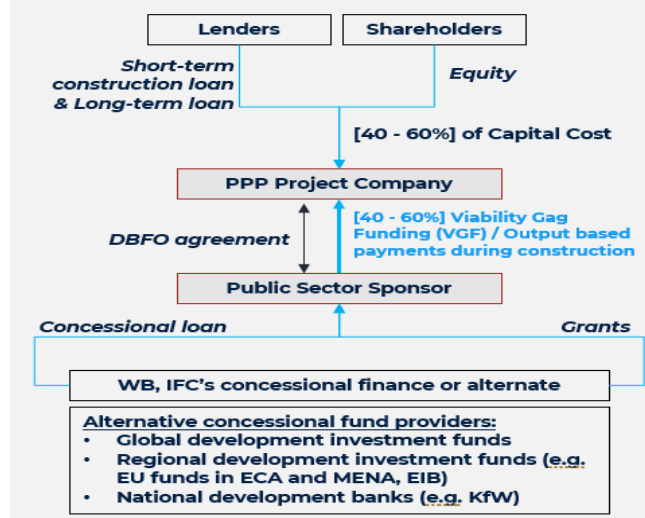 Lenders
Shareholders
Short-term
construction loan
& Long-term loan
Equity
[40 - 60%] of Capital Cost
PPP Project Company
DBFO agreement
[40 - 60%] Viability Gag
Funding (VGF) / Output based
payments during construction
Public Sector Sponsor
Concessional loan
Grants
WB, IFC’s concessional finance or alternate
Alternative concessional fund providers:
• Global development investment funds
• Regional development investment funds (e.g.
EU funds in ECA and MENA, EIB)
• National development banks (e.g. KfW)